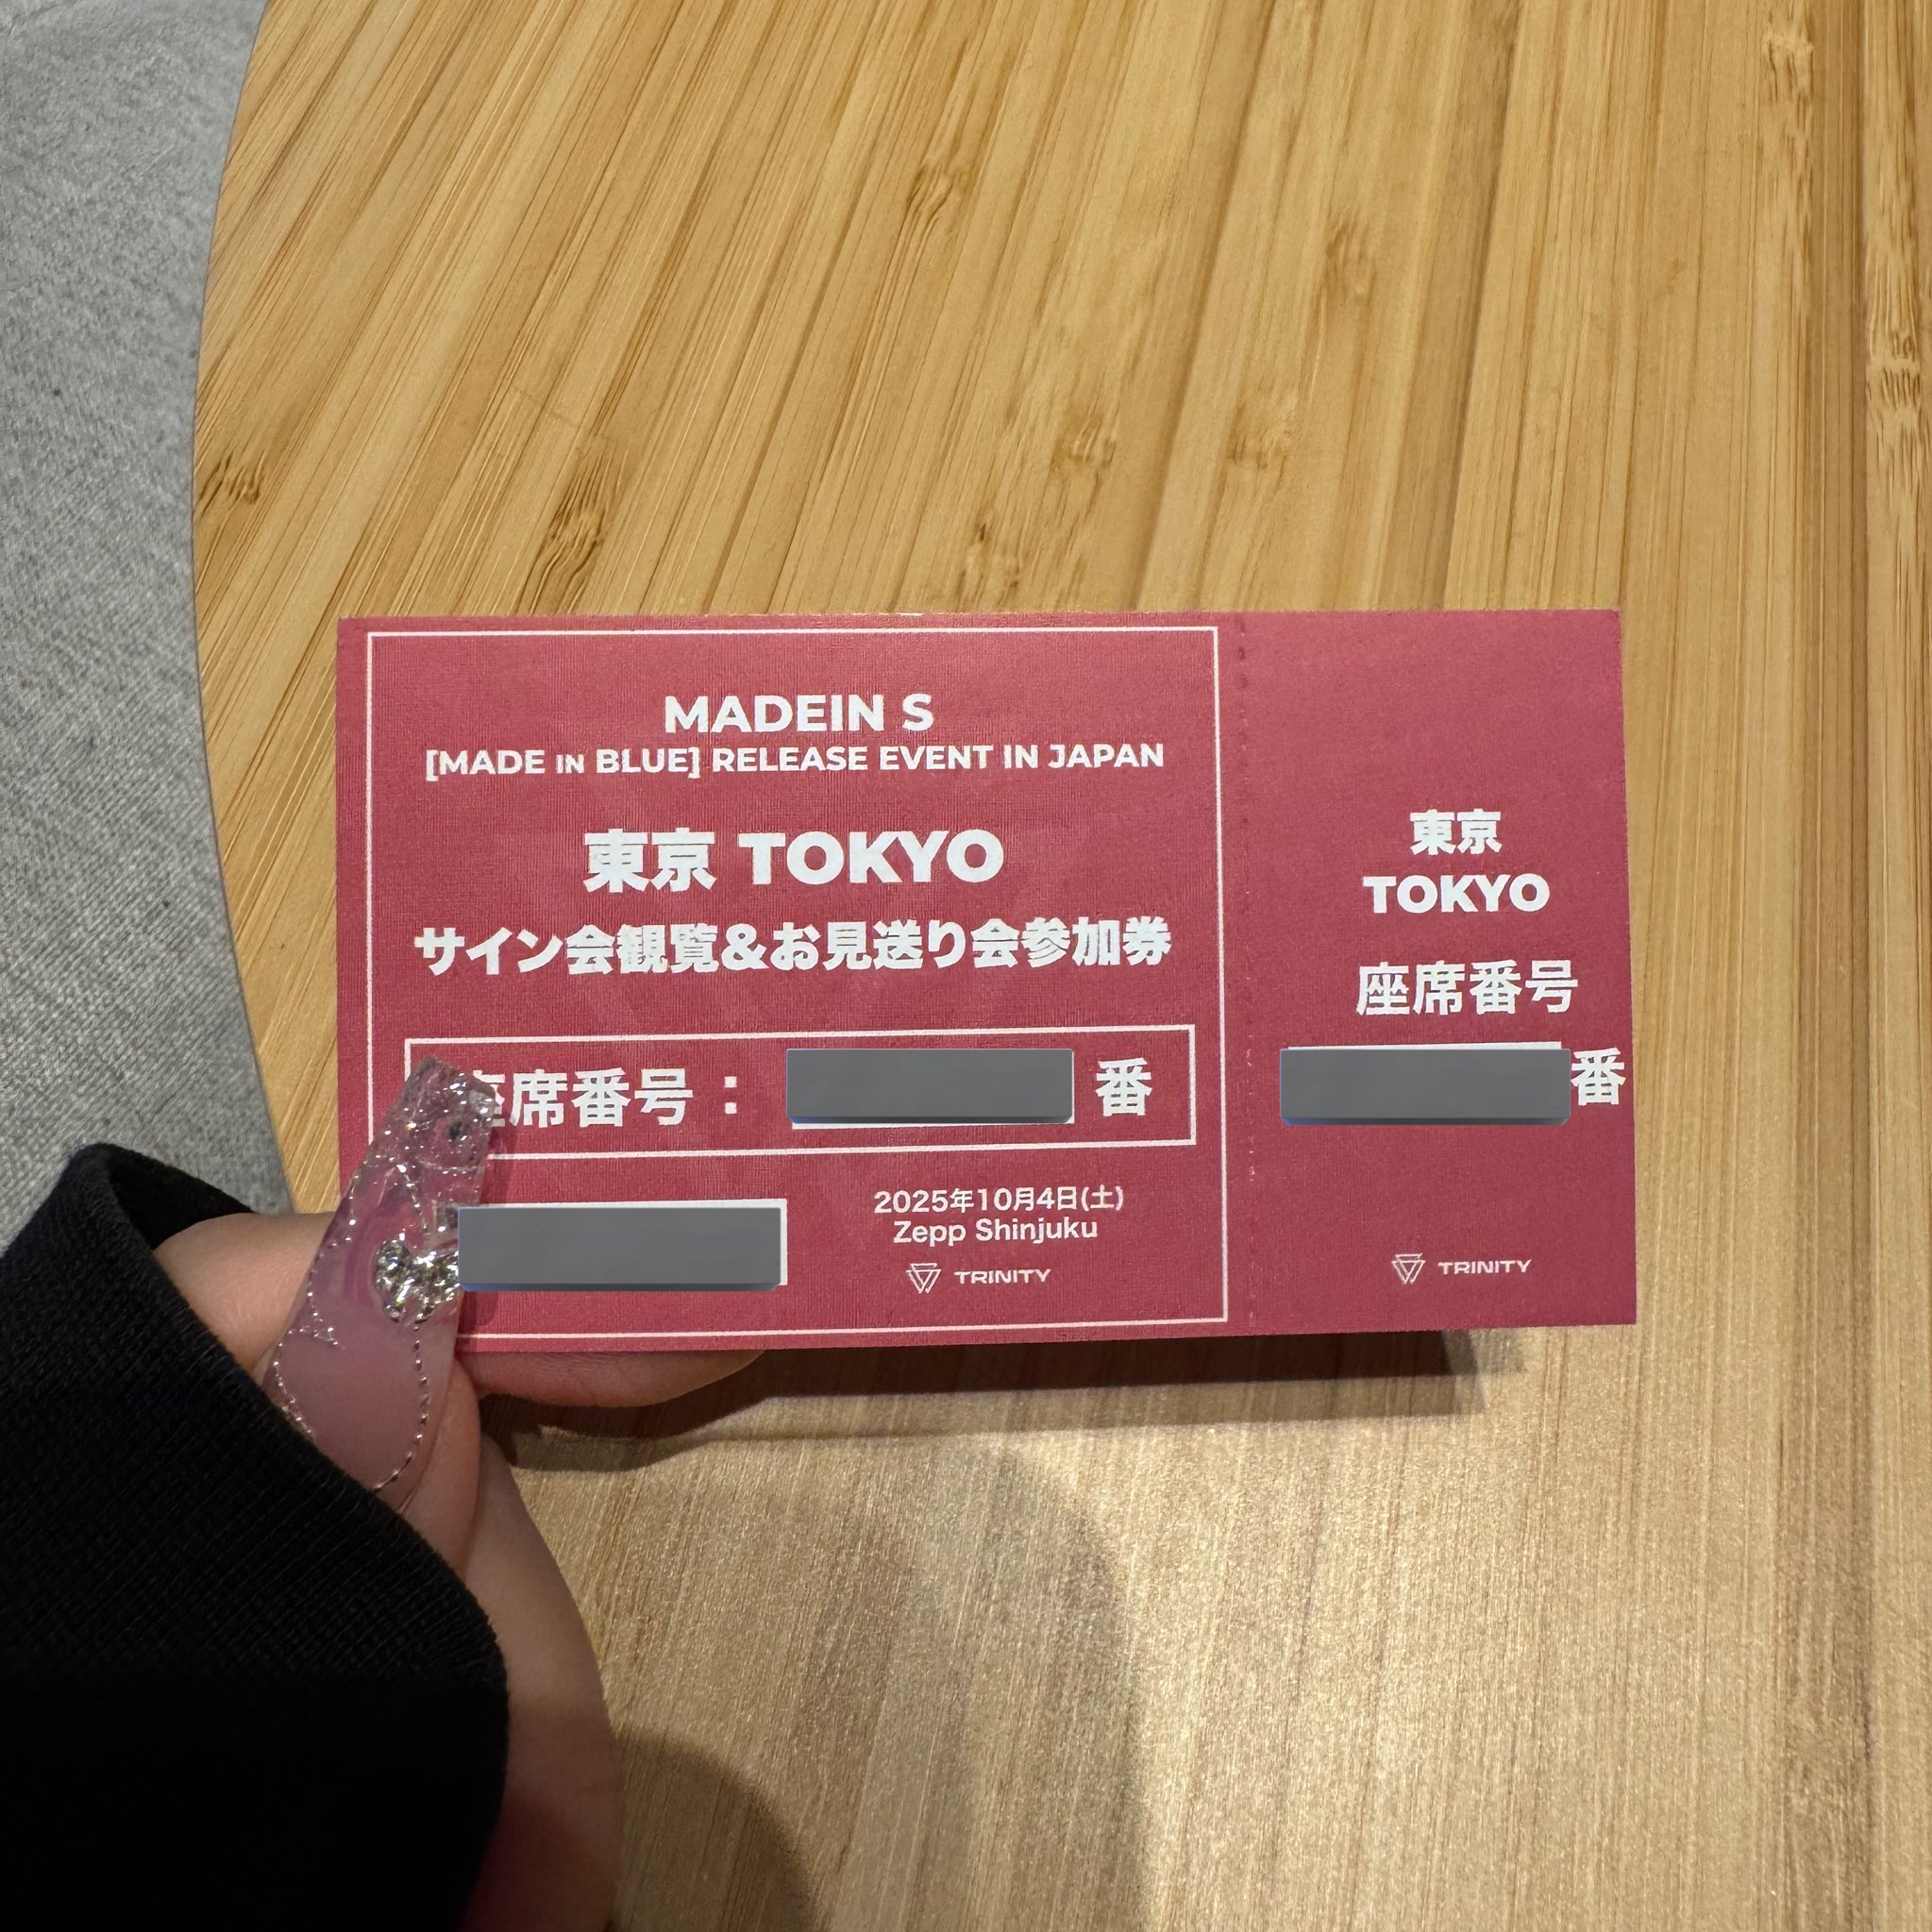 MADEIN S
[MADE IN BLUE] RELEASE EVENT IN JAPAN
東京 TOKYO
サイン会観覧&お見送り会参加券
座席番号： 番
2025年10月4日(土)
Zepp Shinjuku
TRINITY
東京
TOKYO
座席番号
番
TRINITY